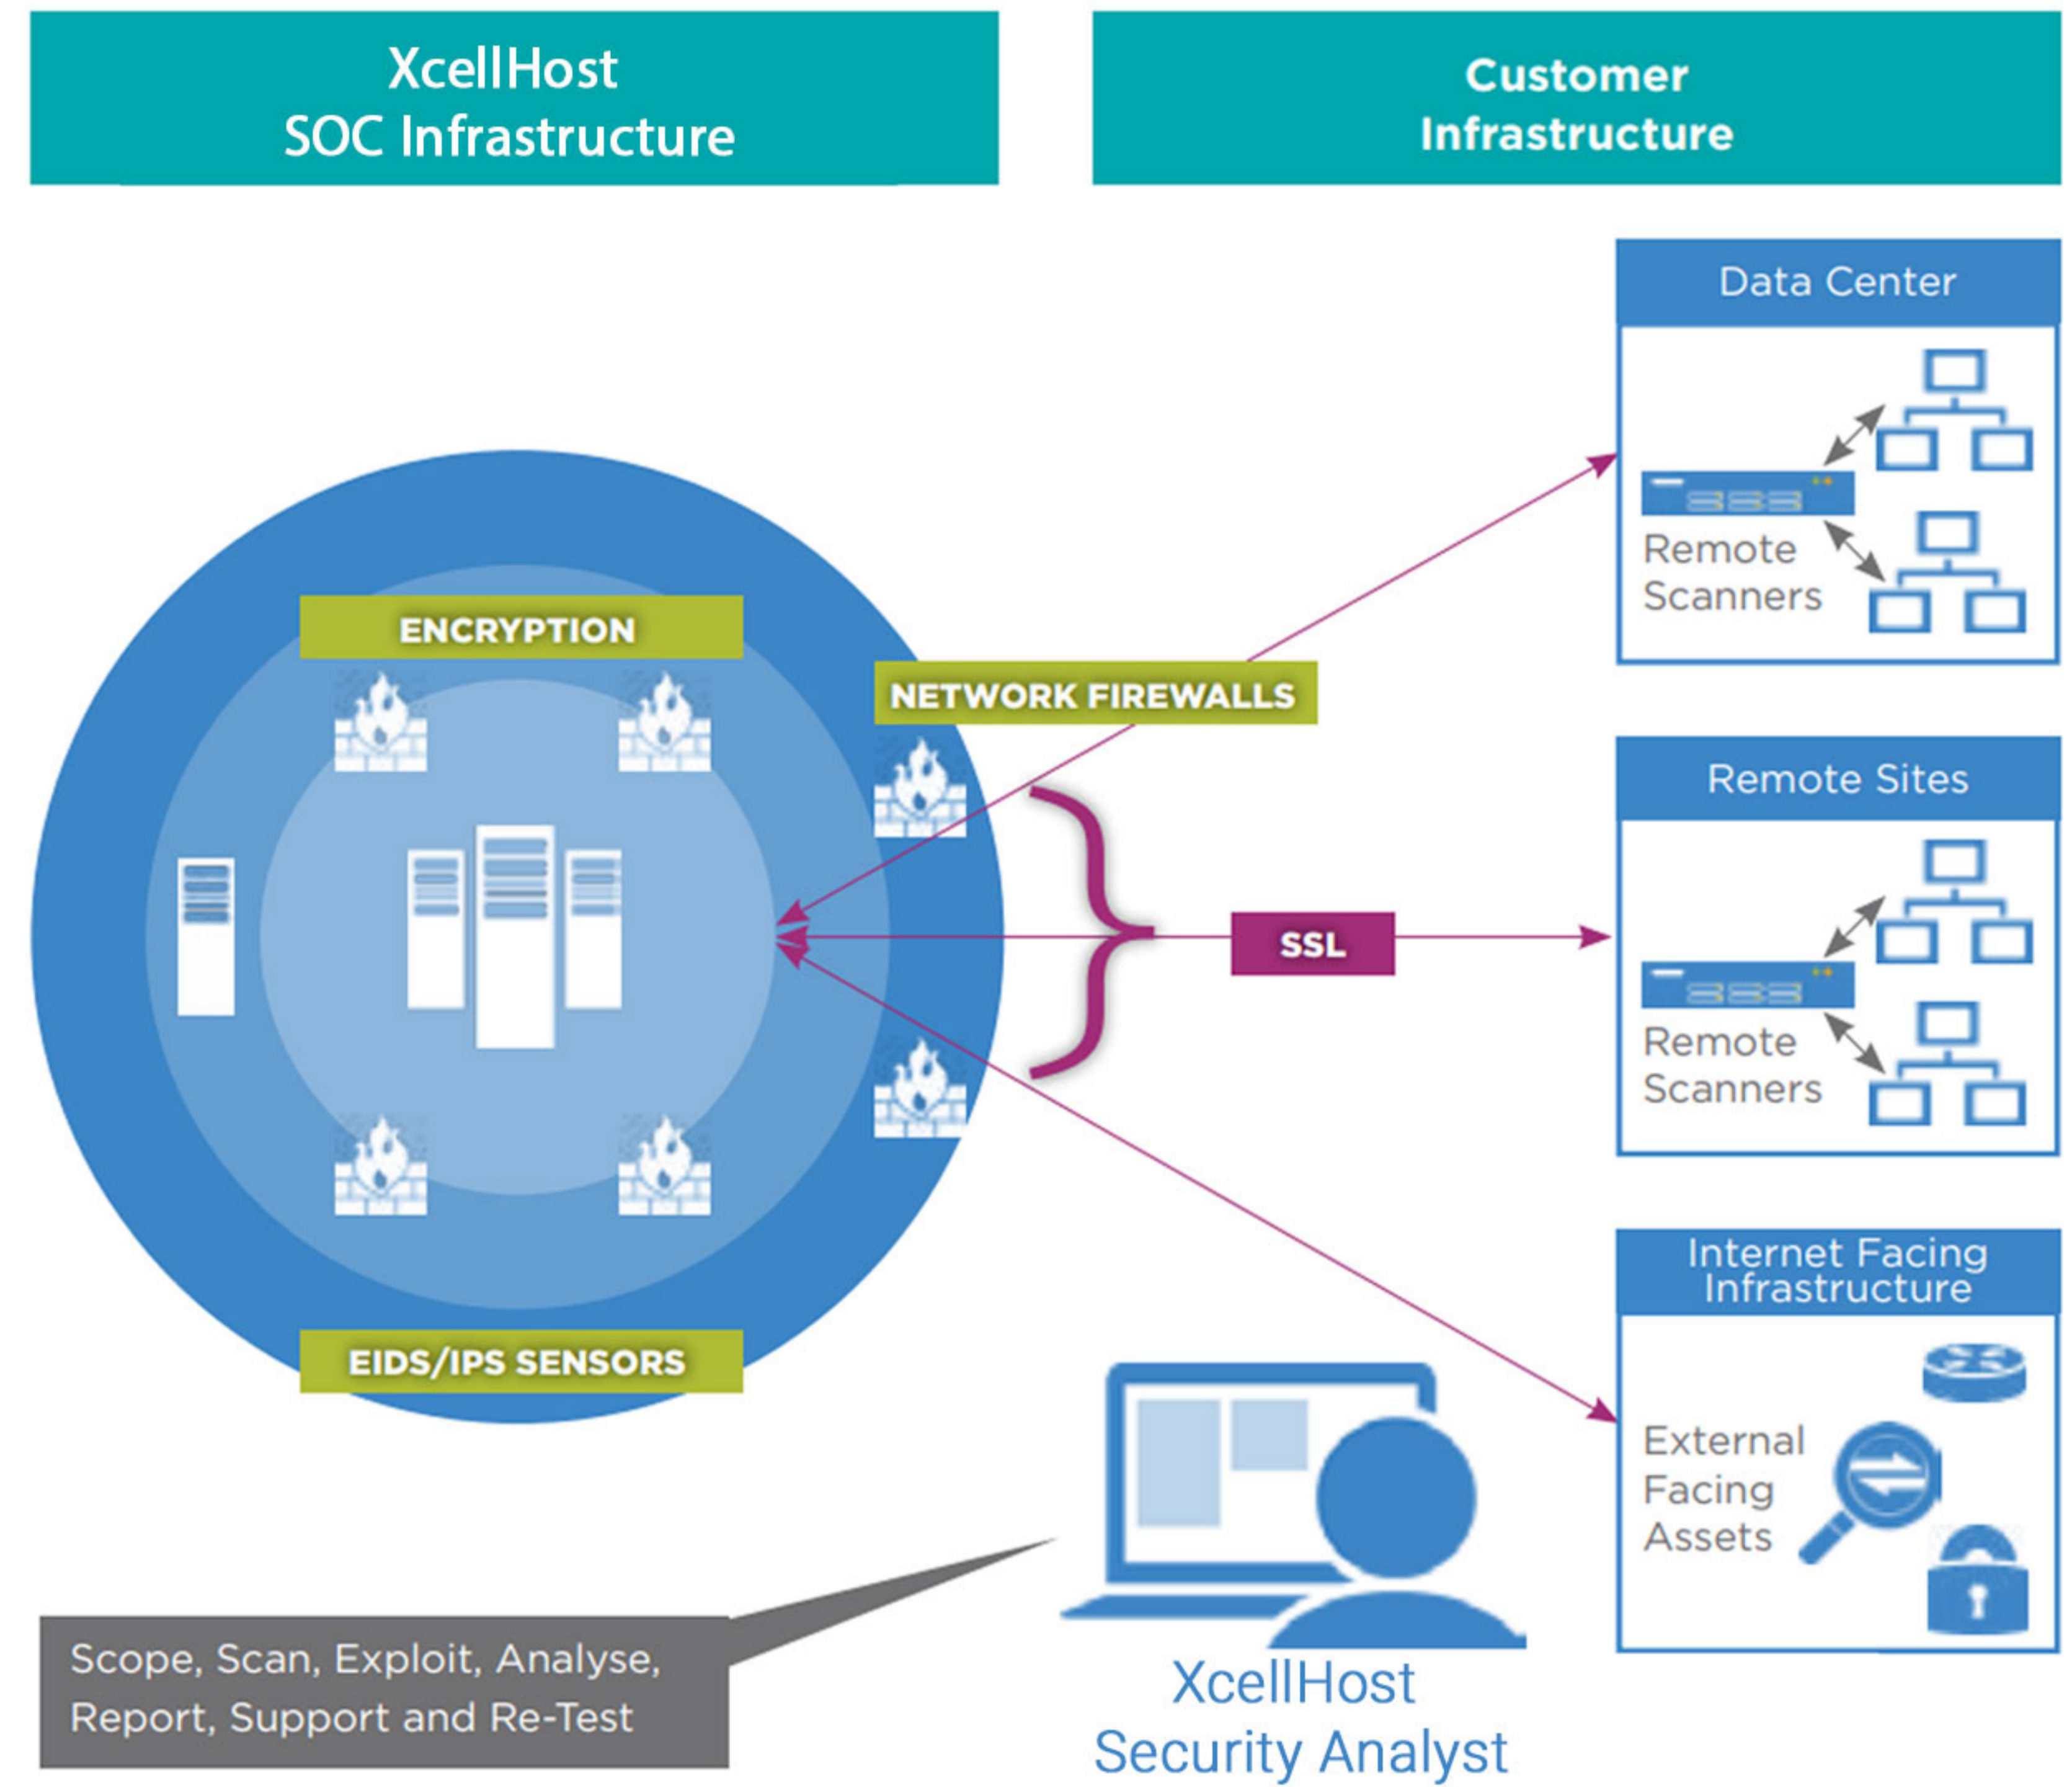 XcellHost
SOC Infrastructure
Customer
Infrastructure
Data Center
Remote
Scanners
ENCRYPTION
NETWORK FIREWALLS
Remote Sites
SSL
Remote
Scanners
Internet Facing
Infrastructure
EIDS/IPS SENSORS
External
Facing
Assets
Scope, Scan, Exploit, Analyse,
Report, Support and Re-Test
XcellHost
Security Analyst